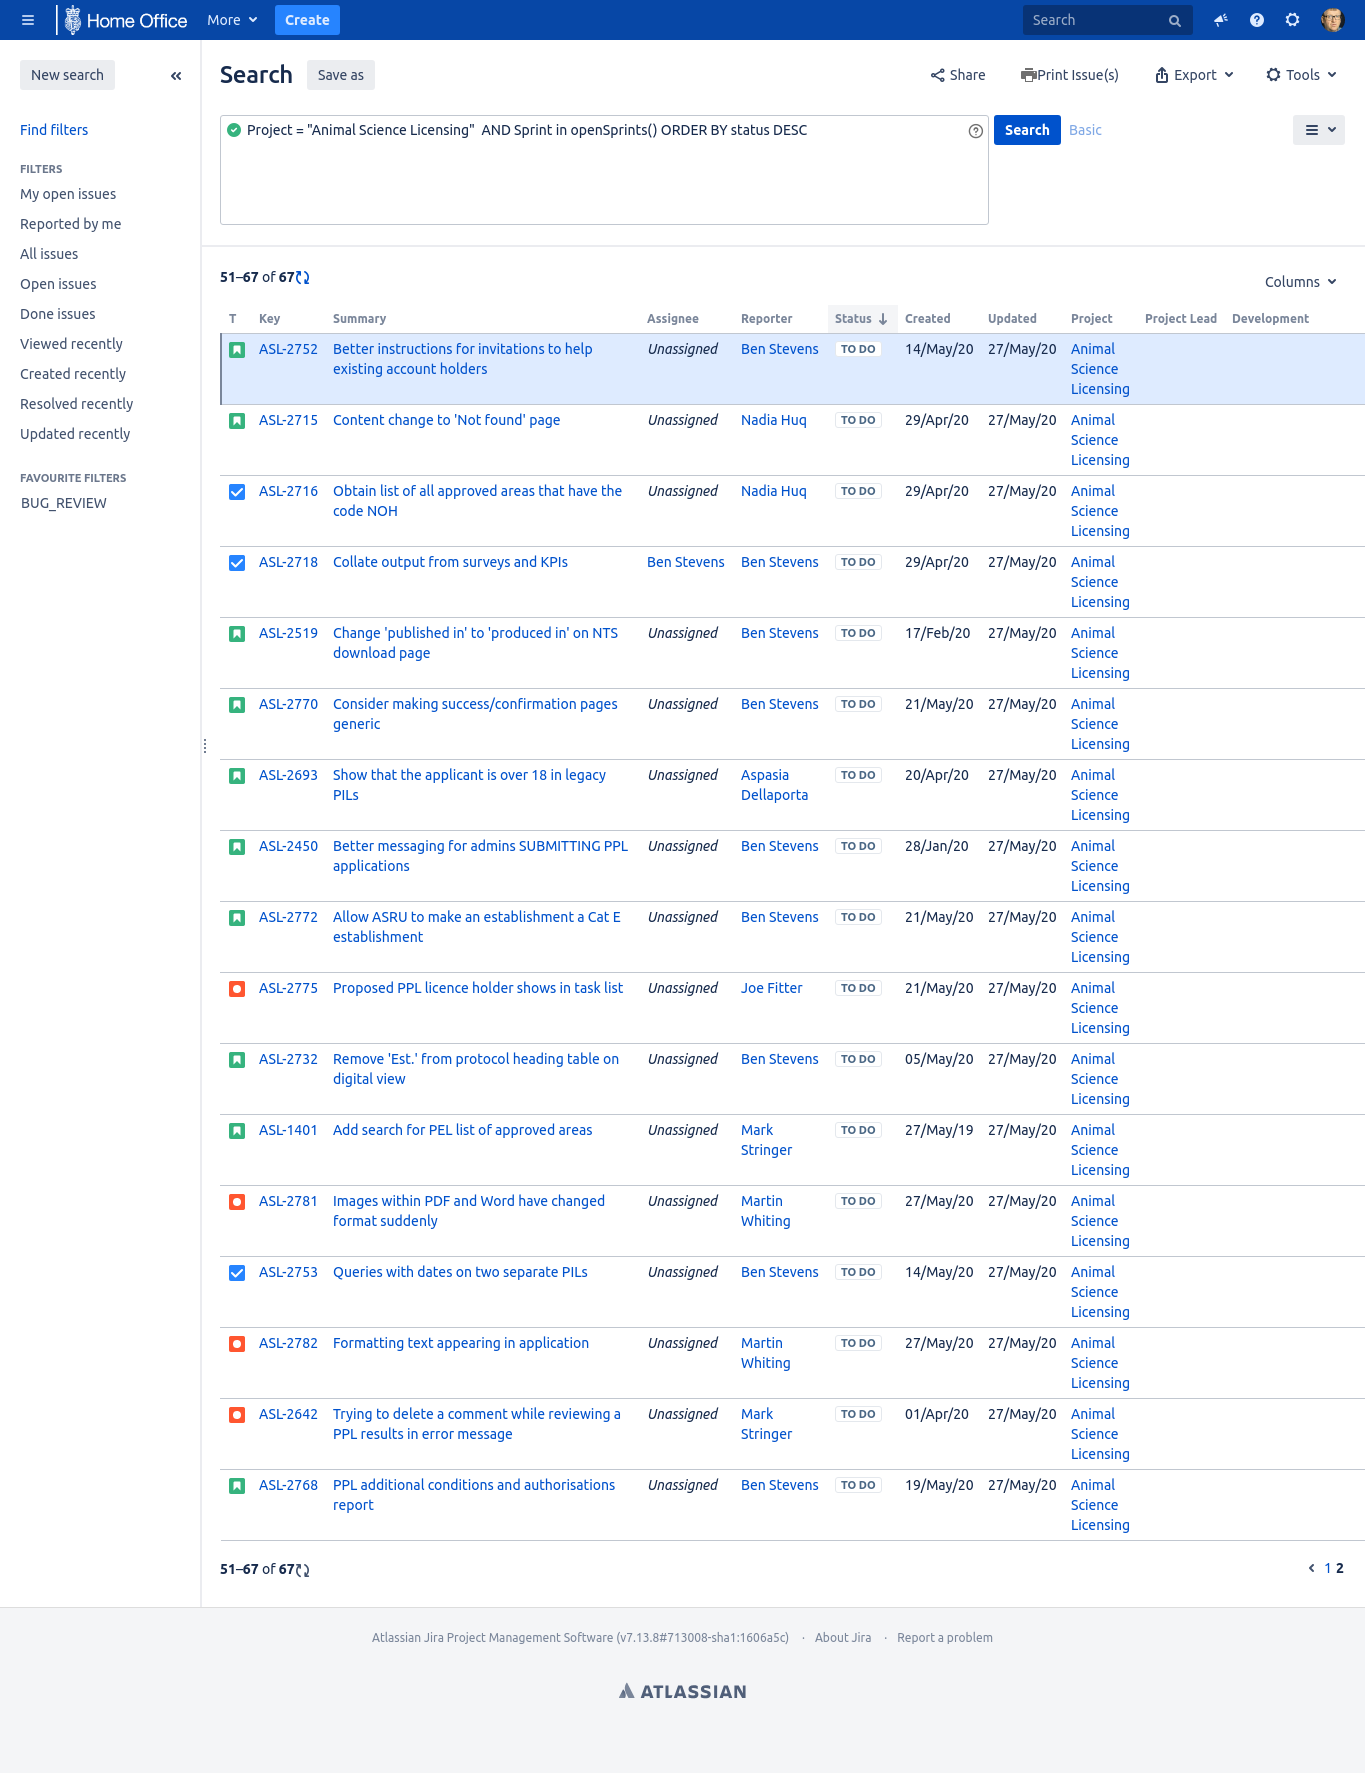 Home Office More Create Search
New search
Find filters
FILTERS
My open issues
Reported by me
All issues
Open issues
Done issues
Viewed recently
Created recently
Resolved recently
Updated recently
FAVOURITE FILTERS
BUG_REVIEW
Search Save as Share Print Issue(s) Export Tools
Project = "Animal Science Licensing"  AND Sprint in openSprints() ORDER BY status DESC Search Basic
51–67 of 67
Columns
T Key Summary Assignee Reporter Status Created Updated Project Project Lead Development
ASL-2752 Better instructions for invitations to help Unassigned Ben Stevens TO DO 14/May/20 27/May/20 Animal
existing account holders Science
Licensing
ASL-2715 Content change to 'Not found' page Unassigned Nadia Huq TO DO 29/Apr/20 27/May/20 Animal
Science
Licensing
ASL-2716 Obtain list of all approved areas that have the Unassigned Nadia Huq TO DO 29/Apr/20 27/May/20 Animal
code NOH Science
Licensing
ASL-2718 Collate output from surveys and KPIs Ben Stevens Ben Stevens TO DO 29/Apr/20 27/May/20 Animal
Science
Licensing
ASL-2519 Change 'published in' to 'produced in' on NTS Unassigned Ben Stevens TO DO 17/Feb/20 27/May/20 Animal
download page Science
Licensing
ASL-2770 Consider making success/confirmation pages Unassigned Ben Stevens TO DO 21/May/20 27/May/20 Animal
generic Science
Licensing
ASL-2693 Show that the applicant is over 18 in legacy Unassigned Aspasia TO DO 20/Apr/20 27/May/20 Animal
PILs Dellaporta Science
Licensing
ASL-2450 Better messaging for admins SUBMITTING PPL Unassigned Ben Stevens TO DO 28/Jan/20 27/May/20 Animal
applications Science
Licensing
ASL-2772 Allow ASRU to make an establishment a Cat E Unassigned Ben Stevens TO DO 21/May/20 27/May/20 Animal
establishment Science
Licensing
ASL-2775 Proposed PPL licence holder shows in task list Unassigned Joe Fitter TO DO 21/May/20 27/May/20 Animal
Science
Licensing
ASL-2732 Remove 'Est.' from protocol heading table on Unassigned Ben Stevens TO DO 05/May/20 27/May/20 Animal
digital view Science
Licensing
ASL-1401 Add search for PEL list of approved areas Unassigned Mark TO DO 27/May/19 27/May/20 Animal
Stringer Science
Licensing
ASL-2781 Images within PDF and Word have changed Unassigned Martin TO DO 27/May/20 27/May/20 Animal
format suddenly Whiting Science
Licensing
ASL-2753 Queries with dates on two separate PILs Unassigned Ben Stevens TO DO 14/May/20 27/May/20 Animal
Science
Licensing
ASL-2782 Formatting text appearing in application Unassigned Martin TO DO 27/May/20 27/May/20 Animal
Whiting Science
Licensing
ASL-2642 Trying to delete a comment while reviewing a Unassigned Mark TO DO 01/Apr/20 27/May/20 Animal
PPL results in error message Stringer Science
Licensing
ASL-2768 PPL additional conditions and authorisations Unassigned Ben Stevens TO DO 19/May/20 27/May/20 Animal
report Science
Licensing
51–67 of 67 1 2
Atlassian Jira Project Management Software (v7.13.8#713008-sha1:1606a5c) · About Jira · Report a problem
ATLASSIAN